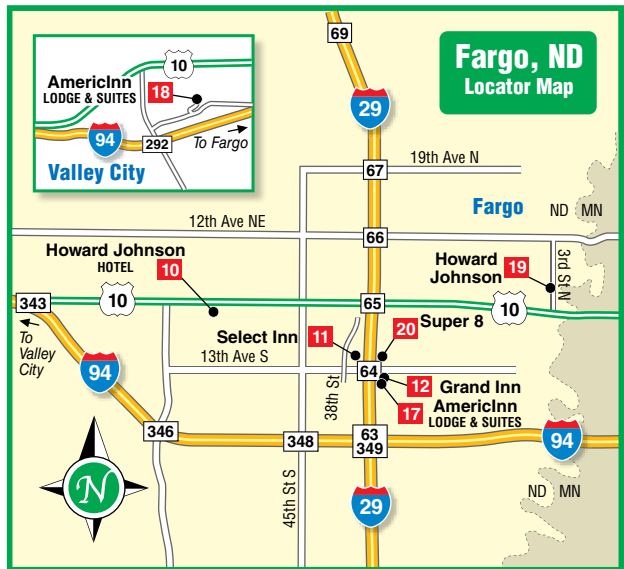 Fargo, ND
Locator Map
69
29
10
AmericInn
LODGE & SUITES
18
94
292
To Fargo
Valley City
19th Ave N
67
Fargo
ND
MN
12th Ave NE
66
Howard Johnson
HOTEL
10
Howard
Johnson
19
3rd St N
343
10
65
10
To
Valley
City
Select Inn
11
20
Super 8
13th Ave S
64
38th St
12
Grand Inn
17
AmericInn
LODGE & SUITES
94
346
348
63
349
94
N
45th St S
29
ND
MN